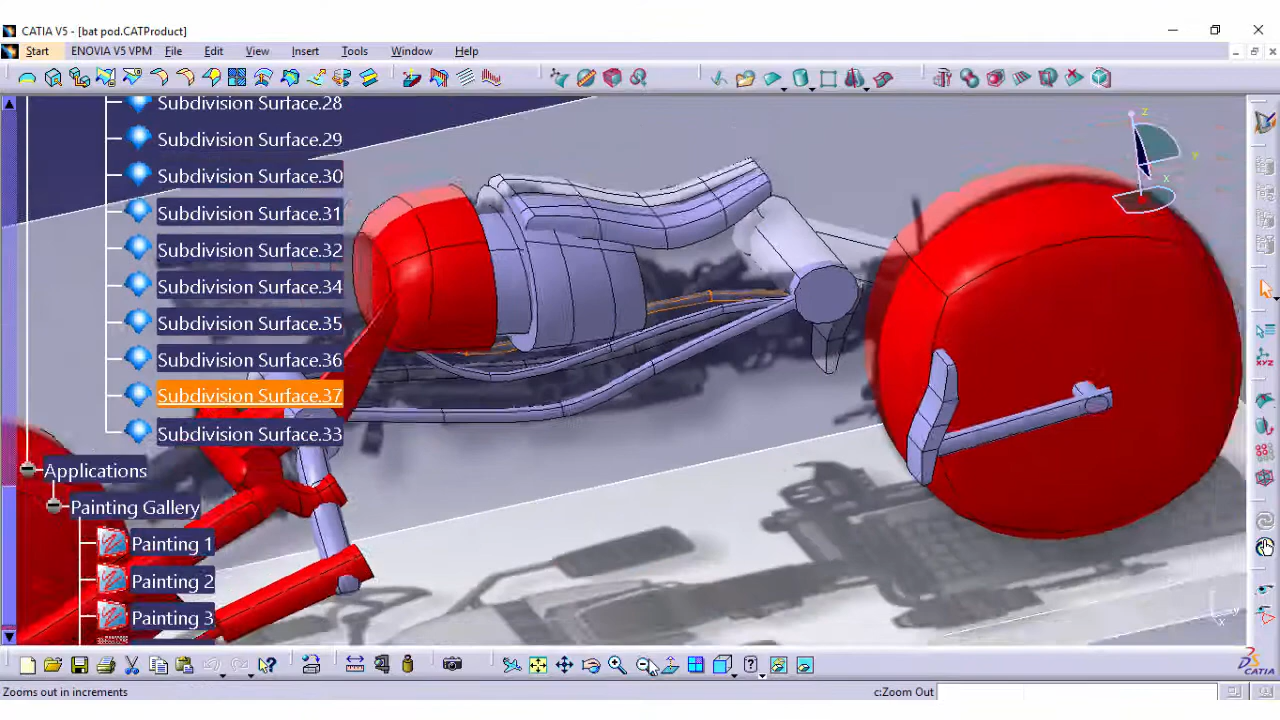 CATIA V5 - [bat pod.CATProduct]
Start ENOVIA V5 VPM File Edit View Insert Tools Window Help
Subdivision Surface.28
Subdivision Surface.29
Subdivision Surface.30
Subdivision Surface.31
Subdivision Surface.32
Subdivision Surface.34
Subdivision Surface.35
Subdivision Surface.36
Subdivision Surface.37
Subdivision Surface.33
Applications
Painting Gallery
Painting 1
Painting 2
Painting 3
z
y
x
y
x
CATIA
Zooms out in increments
c:Zoom Out